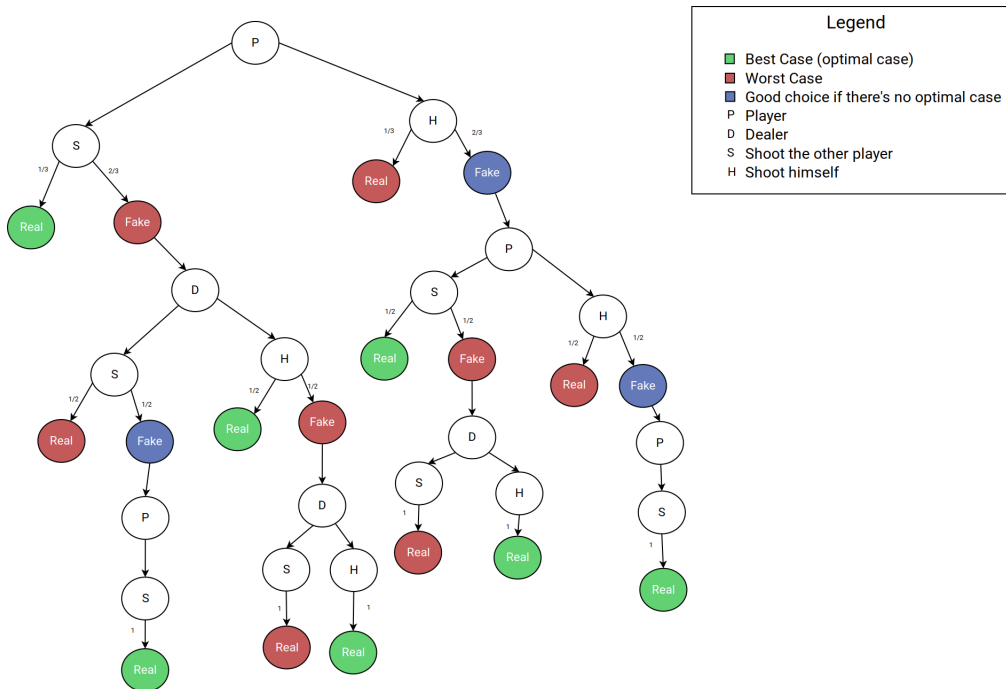 Legend
Best Case (optimal case)
Worst Case
Good choice if there's no optimal case
P Player
D Dealer
S Shoot the other player
H Shoot himself
P
S
H
1/3
2/3
1/3
2/3
Real
Fake
Real
Fake
D
P
S
H
S
H
1/2
1/2
1/2
1/2
1/2
1/2
1/2
1/2
Real
Fake
Real
Fake
Real
Fake
Real
Fake
P
D
D
P
S
S
H
S
H
S
1
1
1
1
1
1
Real
Real
Real
Real
Real
Real